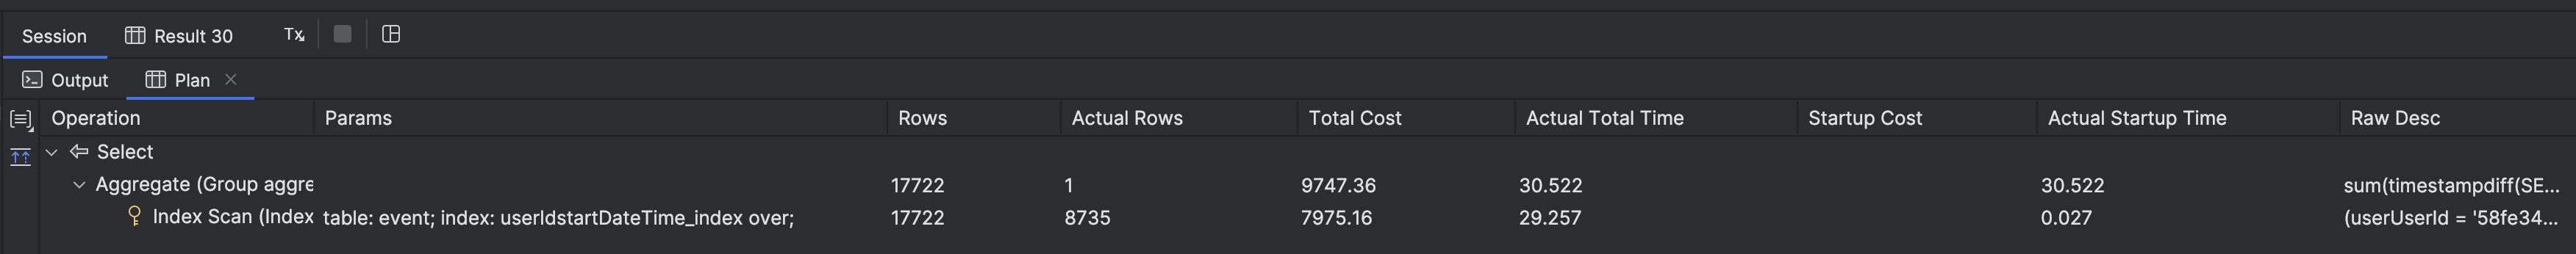 Session Result 30 Tx
Output Plan
Operation Params Rows Actual Rows Total Cost Actual Total Time Startup Cost Actual Startup Time Raw Desc
Select
Aggregate (Group aggre 17722 1 9747.36 30.522 30.522 sum(timestampdiff(SE...
Index Scan (Index table: event; index: userIdstartDateTime_index over; 17722 8735 7975.16 29.257 0.027 (userUserId = '58fe34...